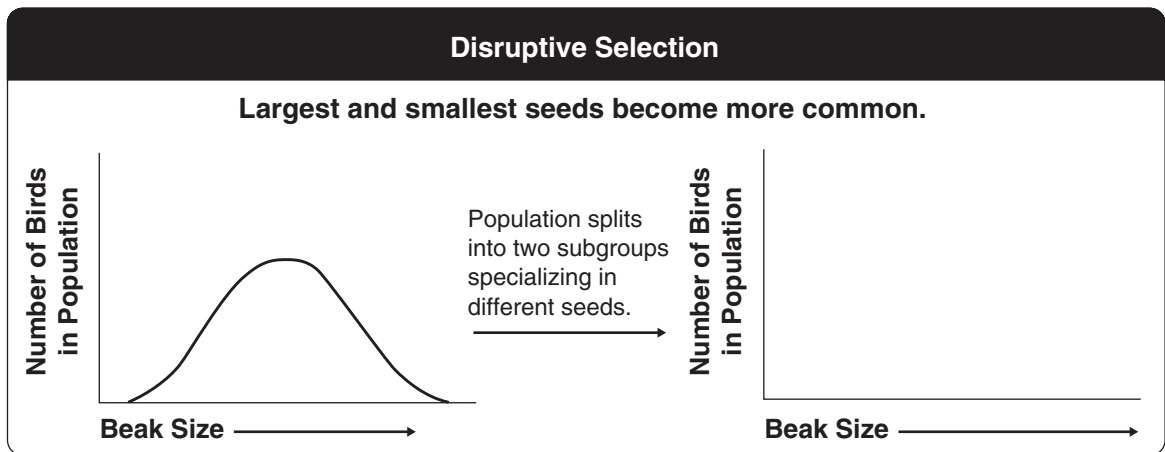 Disruptive Selection
Largest and smallest seeds become more common.
Number of Birds
in Population
Beak Size
Population splits
into two subgroups
specializing in
different seeds.
Number of Birds
in Population
Beak Size